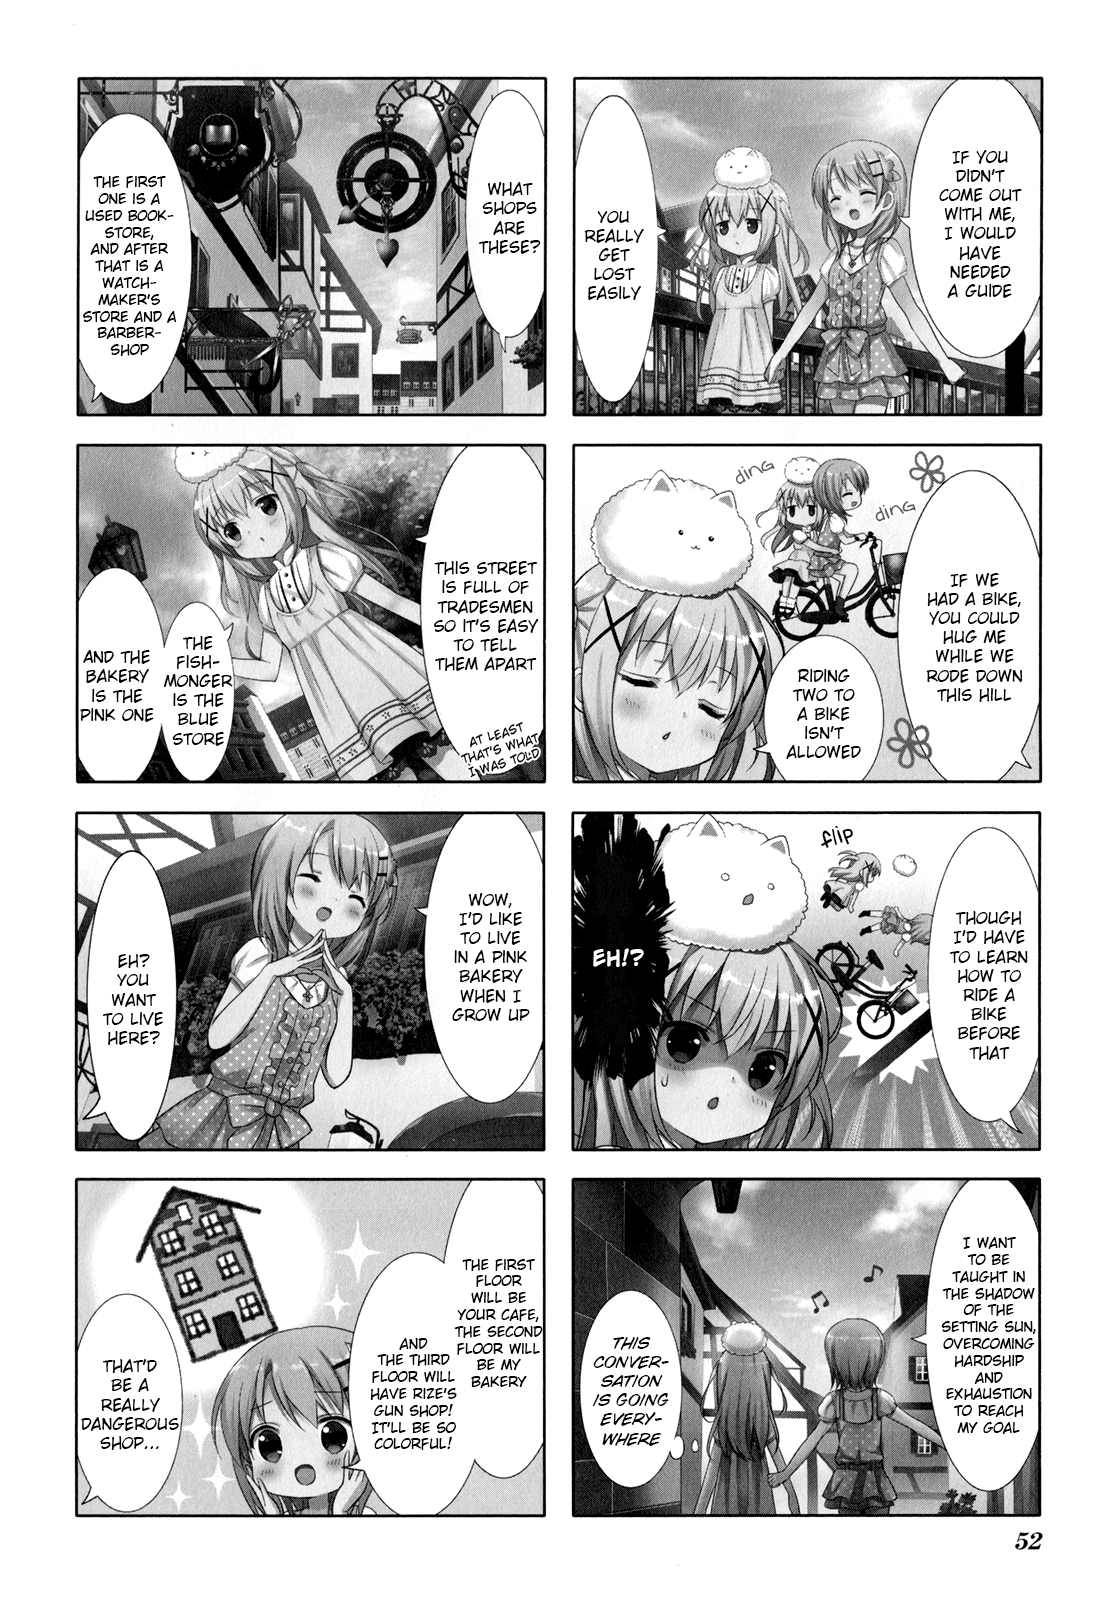 IF YOU
DIDN'T
COME OUT
WITH ME,
I WOULD
HAVE
NEEDED
A GUIDE
YOU
REALLY
GET
LOST
EASILY
IF WE
HAD A BIKE,
YOU COULD
HUG ME
WHILE WE
RODE DOWN
THIS HILL
DING
DING
RIDING
TWO TO
A BIKE
ISN'T
ALLOWED
THOUGH
I'D HAVE
TO LEARN
HOW TO
RIDE A
BIKE
BEFORE
THAT
flip
EH!?
I WANT
TO BE
TAUGHT IN
THE SHADOW
OF THE
SETTING SUN,
OVERCOMING
HARDSHIP
AND
EXHAUSTION
TO REACH
MY GOAL
THIS
CONVER-
SATION
IS GOING
EVERY-
WHERE
WHAT
SHOPS
ARE
THESE?
THE FIRST
ONE IS A
USED BOOK-
STORE,
AND AFTER
THAT IS A
WATCH-
MAKER'S
STORE AND A
BARBER-
SHOP
THIS STREET
IS FULL OF
TRADESMEN
SO IT'S EASY
TO TELL
THEM APART
AT LEAST
THAT'S WHAT
I WAS TOLD
THE
FISH-
MONGER
IS THE
BLUE
STORE
AND THE
BAKERY
IS THE
PINK ONE
WOW,
I'D LIKE
TO LIVE
IN A PINK
BAKERY
WHEN I
GROW UP
EH?
YOU
WANT
TO LIVE
HERE?
THE FIRST
FLOOR
WILL BE
YOUR CAFE,
THE SECOND
FLOOR WILL
BE MY
BAKERY
AND
THE THIRD
FLOOR WILL
HAVE RIZE'S
GUN SHOP!
IT'LL BE SO
COLORFUL!
THAT'D
BE A
REALLY
DANGEROUS
SHOP...
52